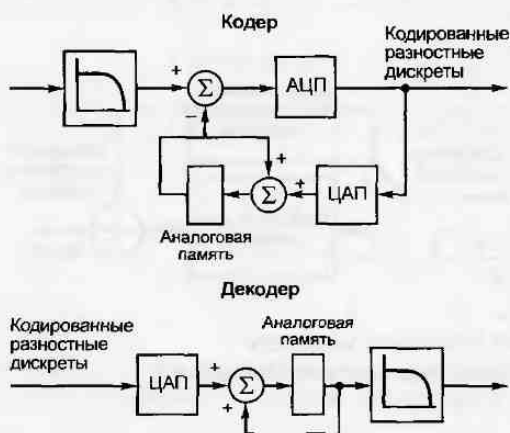 Кодер
Кодированные
разностные
дискреты
+
Σ
−
АЦП
+
Σ
+
ЦАП
Аналоговая
память
Декодер
Кодированные
разностные
дискреты
Аналоговая
память
ЦАП
+
Σ
+